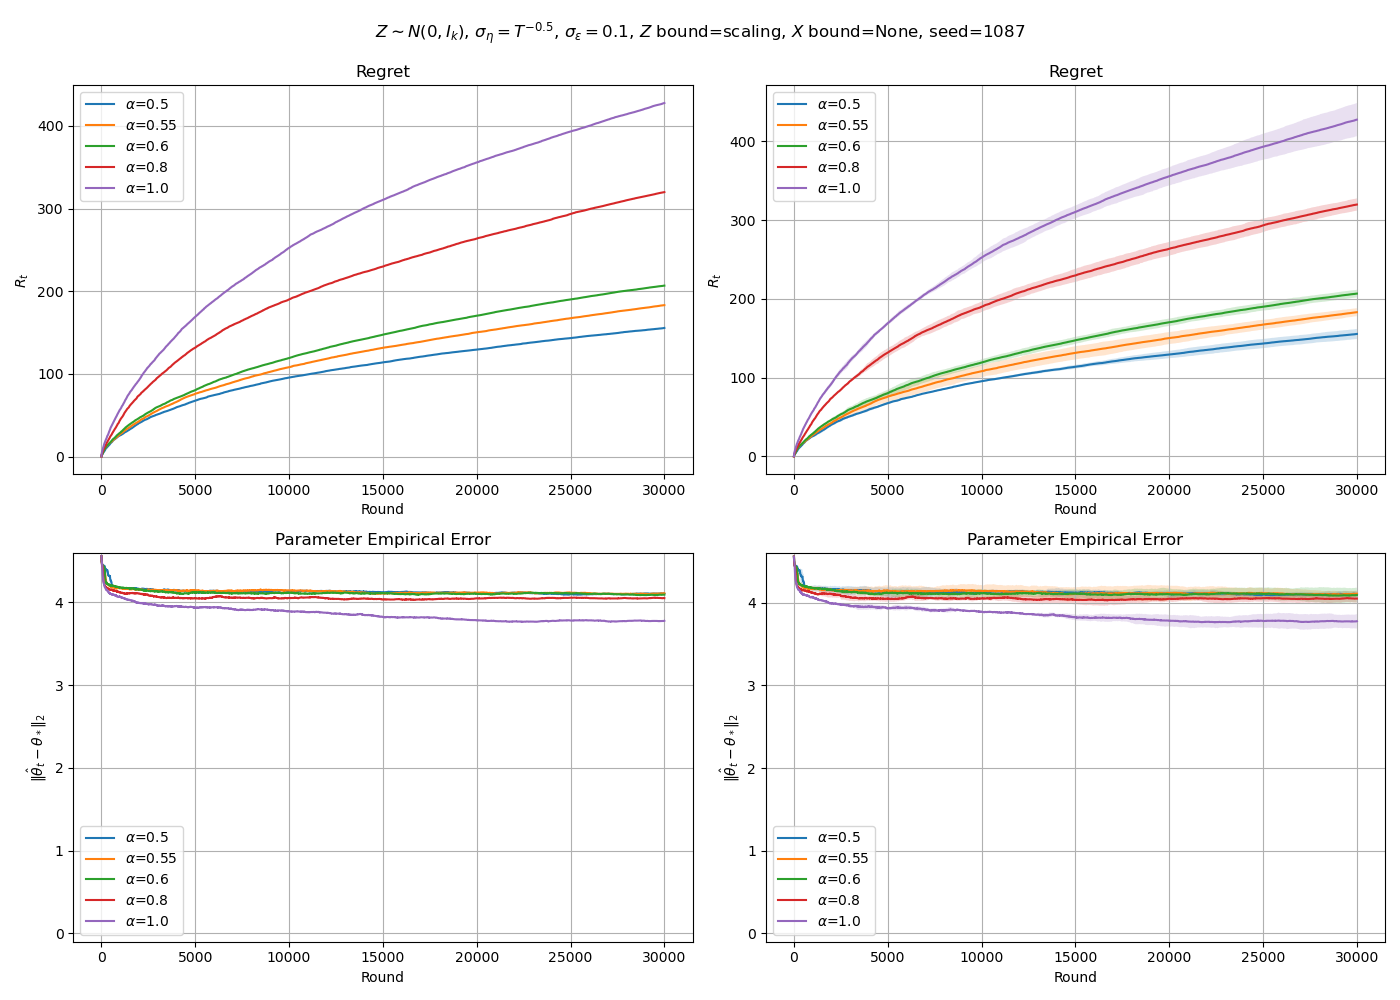 Z ~ N(0, I_k), σ_η = T^{−0.5}, σ_ε = 0.1, Z bound=scaling, X bound=None, seed=1087
Regret
R_t
400
300
200
100
0
α=0.5
α=0.55
α=0.6
α=0.8
α=1.0
0 5000 10000 15000 20000 25000 30000
Round
Regret
R_t
400
300
200
100
0
α=0.5
α=0.55
α=0.6
α=0.8
α=1.0
0 5000 10000 15000 20000 25000 30000
Round
Parameter Empirical Error
‖θ̂_t − θ_*‖_2
4
3
2
1
0
α=0.5
α=0.55
α=0.6
α=0.8
α=1.0
0 5000 10000 15000 20000 25000 30000
Round
Parameter Empirical Error
‖θ̂_t − θ_*‖_2
4
3
2
1
0
α=0.5
α=0.55
α=0.6
α=0.8
α=1.0
0 5000 10000 15000 20000 25000 30000
Round